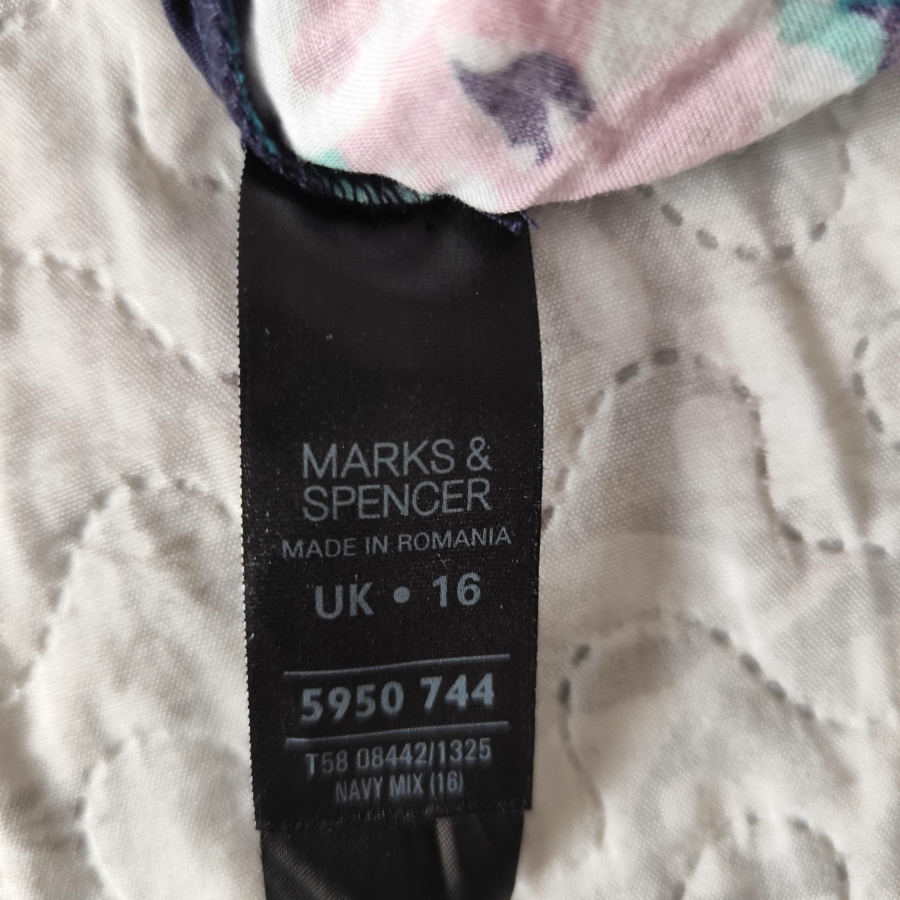 MARKS &
SPENCER
MADE IN ROMANIA
UK • 16
5950 744
T58 08442/1325
NAVY MIX (16)